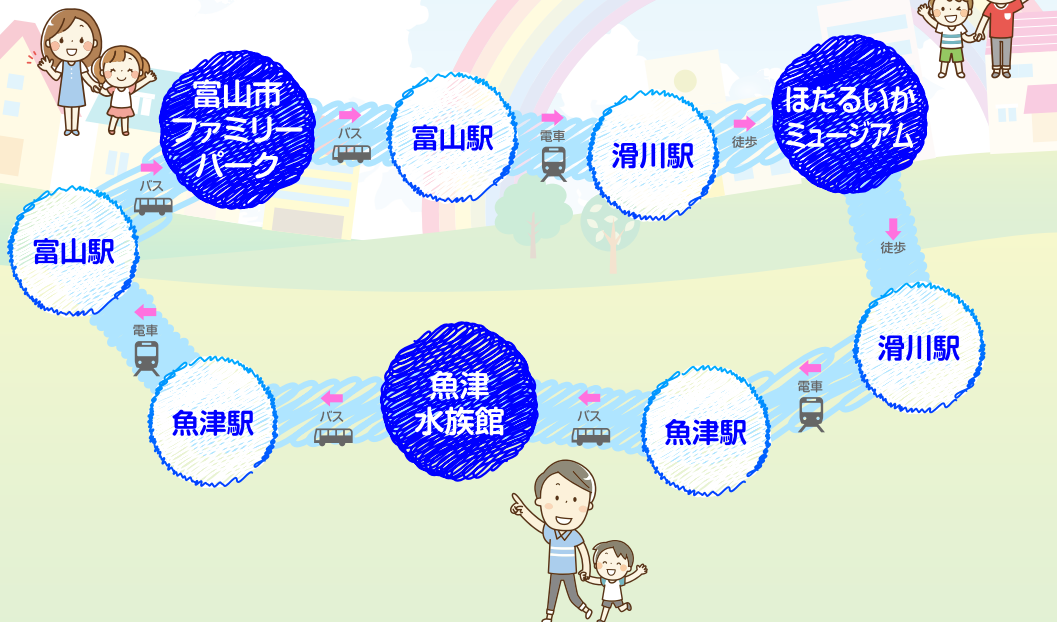 富山市
ファミリー
パーク
バス
富山駅
電車
滑川駅
徒歩
ほたるいか
ミュージアム
徒歩
滑川駅
電車
魚津駅
バス
魚津
水族館
バス
魚津駅
電車
富山駅
バス